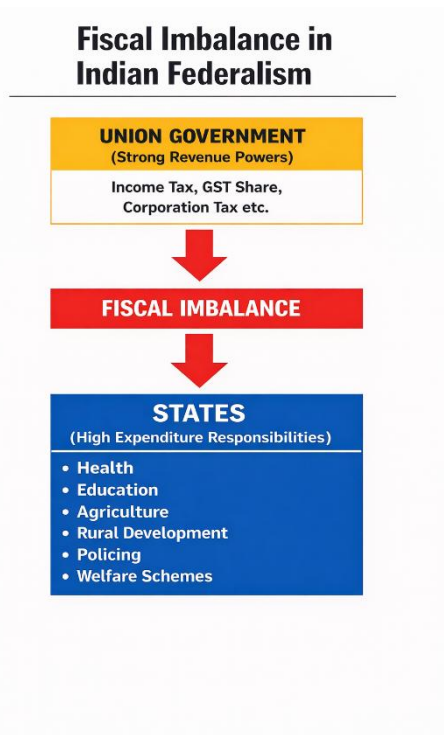 Fiscal Imbalance in
Indian Federalism
UNION GOVERNMENT
(Strong Revenue Powers)
Income Tax, GST Share,
Corporation Tax etc.
FISCAL IMBALANCE
STATES
(High Expenditure Responsibilities)
• Health
• Education
• Agriculture
• Rural Development
• Policing
• Welfare Schemes